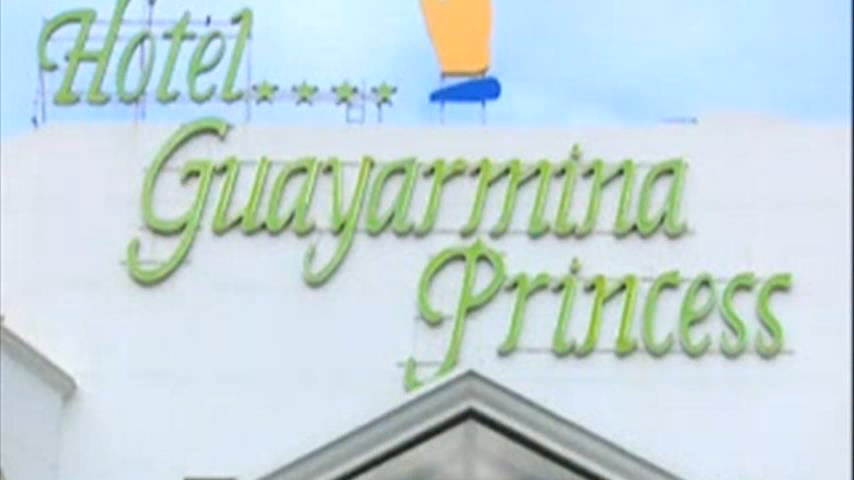 Hotel ★★★★
Guayarmina
Princess